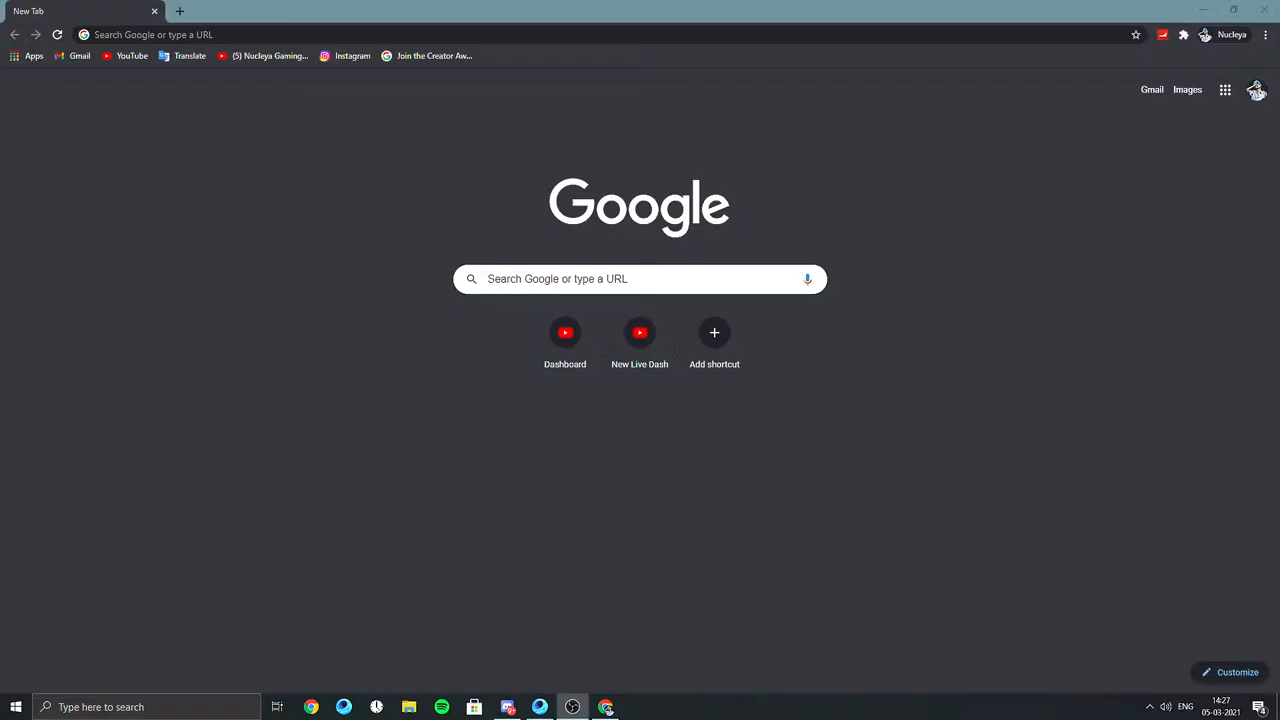 New Tab
Search Google or type a URL
Nucleya
Apps
Gmail
YouTube
Translate
(5) Nucleya Gaming...
Instagram
Join the Creator Aw...
Gmail
Images
Google
Search Google or type a URL
Dashboard
New Live Dash
Add shortcut
Customize
Type here to search
ENG
14:27
05-03-2021